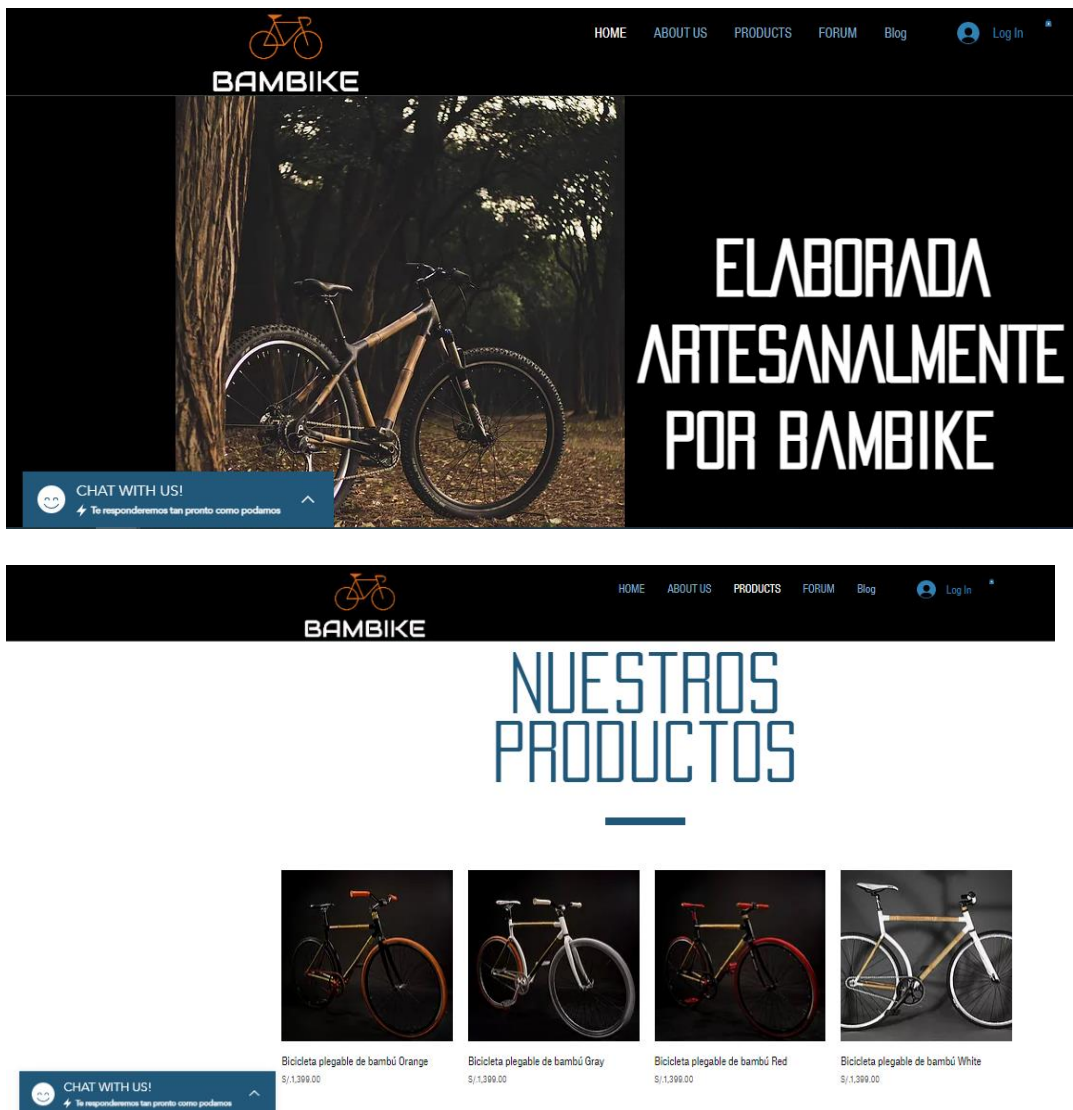 BAMBIKE
HOME ABOUT US PRODUCTS FORUM Blog Log In
ELABORADA
ARTESANALMENTE
POR BAMBIKE
CHAT WITH US!
Te responderemos tan pronto como podamos
BAMBIKE
HOME ABOUT US PRODUCTS FORUM Blog Log In
NUESTROS
PRODUCTOS
Bicicleta plegable de bambú Orange
S/.1,399.00
Bicicleta plegable de bambú Gray
S/.1,399.00
Bicicleta plegable de bambú Red
S/.1,399.00
Bicicleta plegable de bambú White
S/.1,399.00
CHAT WITH US!
Te responderemos tan pronto como podamos